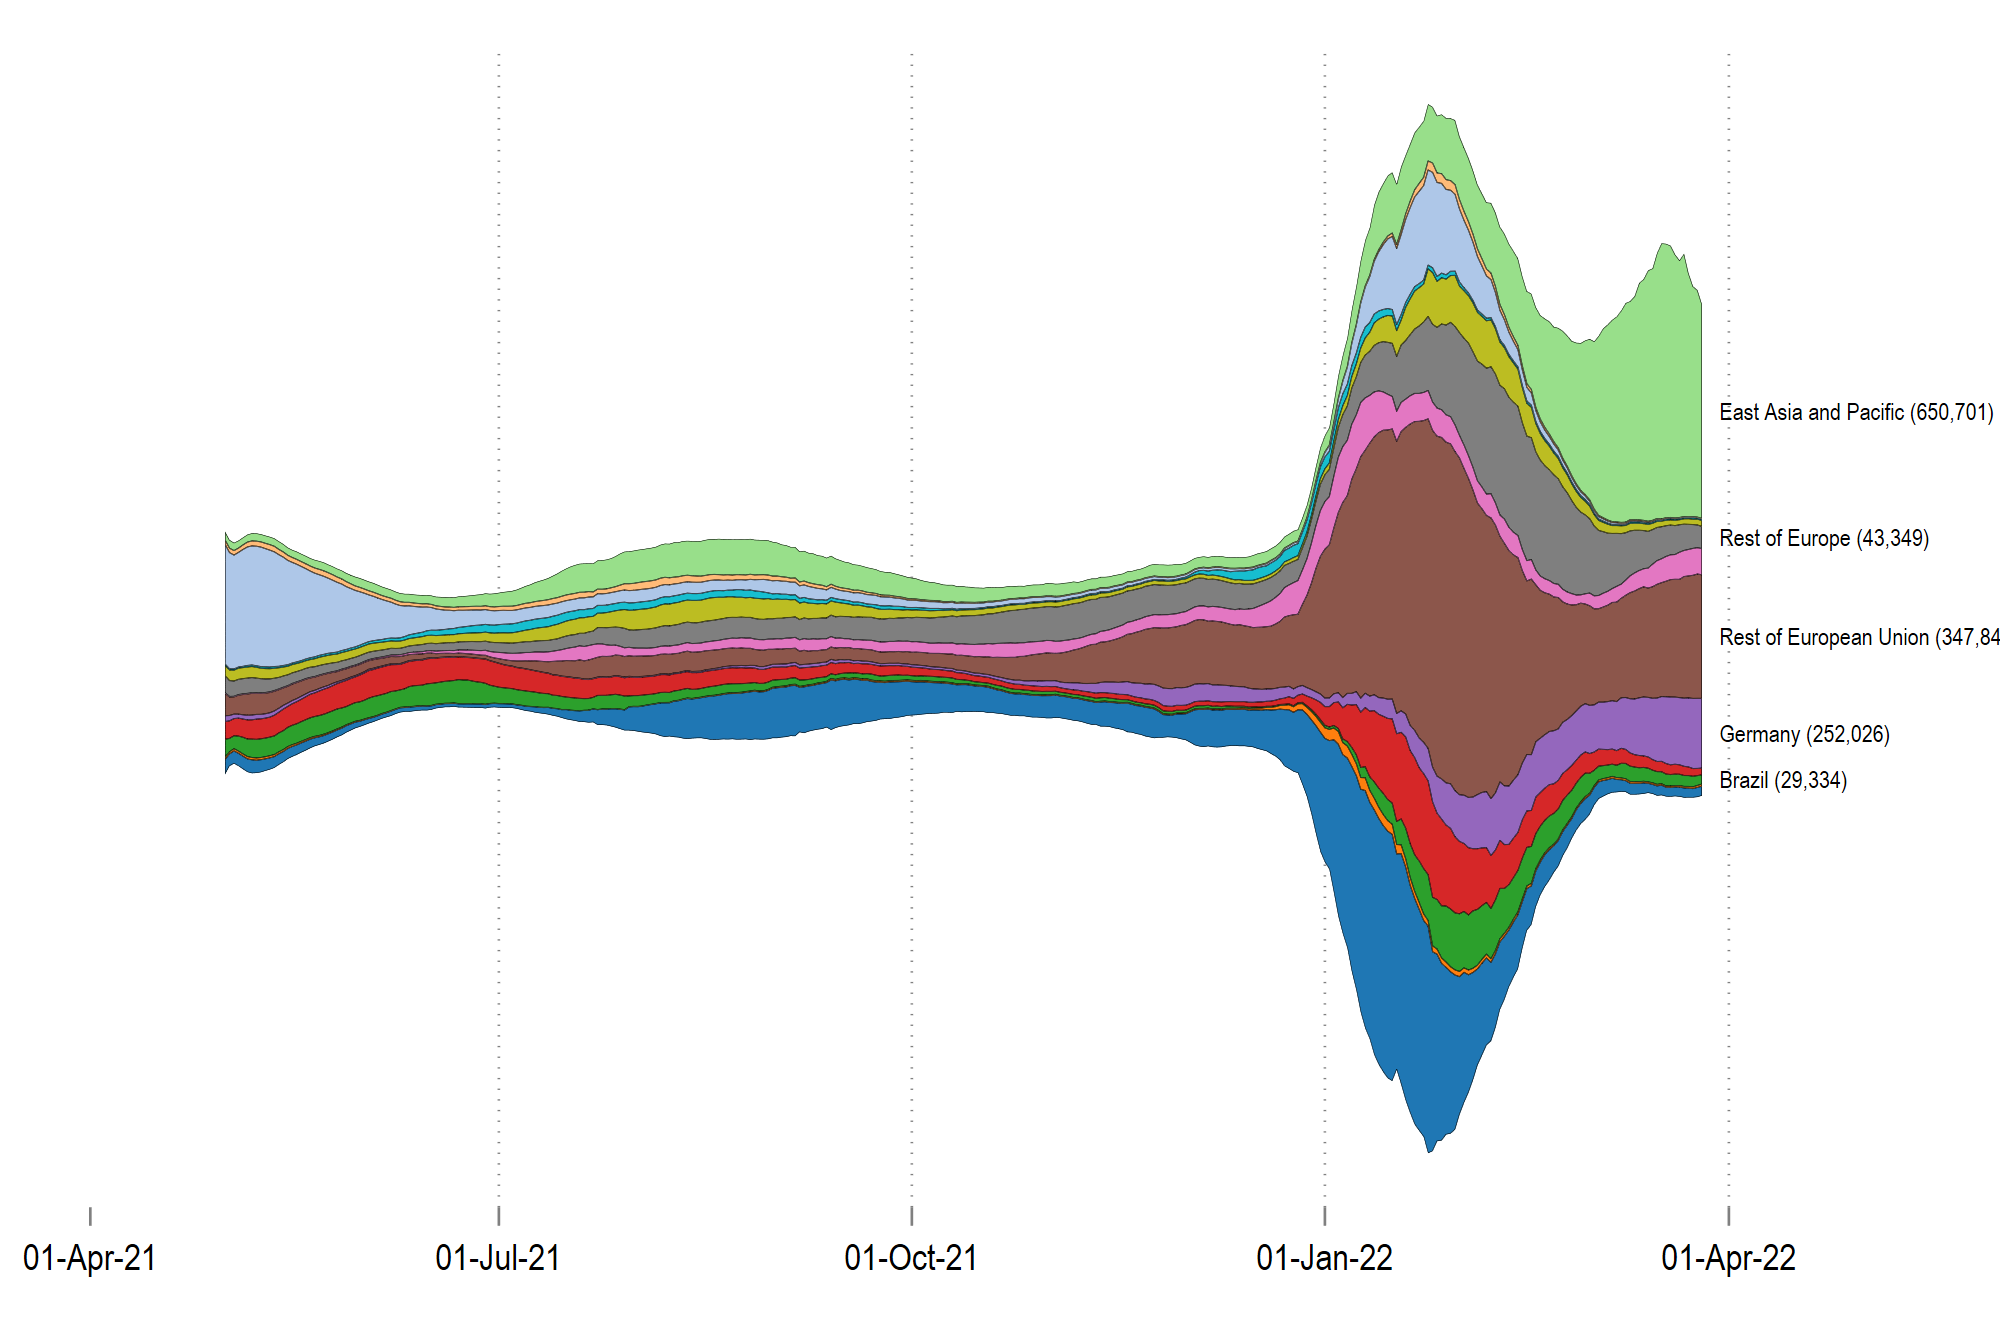 East Asia and Pacific (650,701)
Rest of Europe (43,349)
Rest of European Union (347,84
Germany (252,026)
Brazil (29,334)
01-Apr-21
01-Jul-21
01-Oct-21
01-Jan-22
01-Apr-22